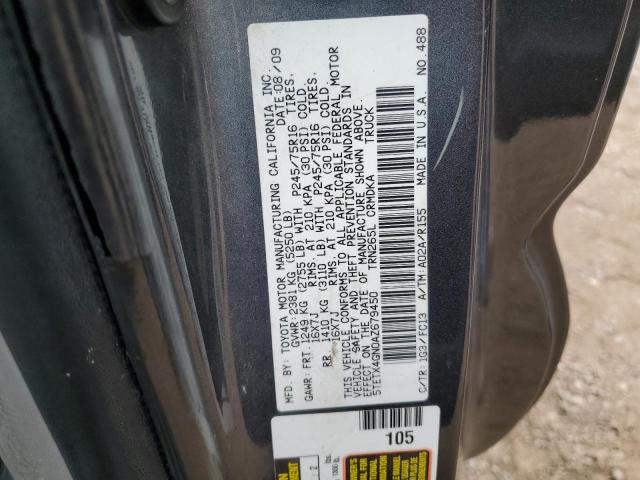 MFD. BY: TOYOTA MOTOR MANUFACTURING CALIFORNIA INC.
DATE: 08/09
GVWR: 2381 KG (5250 LB)
GAWR: FRT. 1249 KG (2755 LB) WITH P245/75R16 TIRES.
16X7J RIMS. AT 210 KPA (30 PSI) COLD.
RR. 1410 KG (3110 LB) WITH P245/75R16 TIRES.
16X7J RIMS. AT 210 KPA (30 PSI) COLD.
THIS VEHICLE CONFORMS TO ALL APPLICABLE FEDERAL MOTOR
VEHICLE SAFETY AND THEFT PREVENTION STANDARDS IN
EFFECT ON THE DATE OF MANUFACTURE SHOWN ABOVE.
5TETX4GN0AZ679450 TRUCK
TRN265L CRMDKA
C/TR: 1G3/FC13 A/TM: A02A/R155 MADE IN U.S.A. NO. 488
105